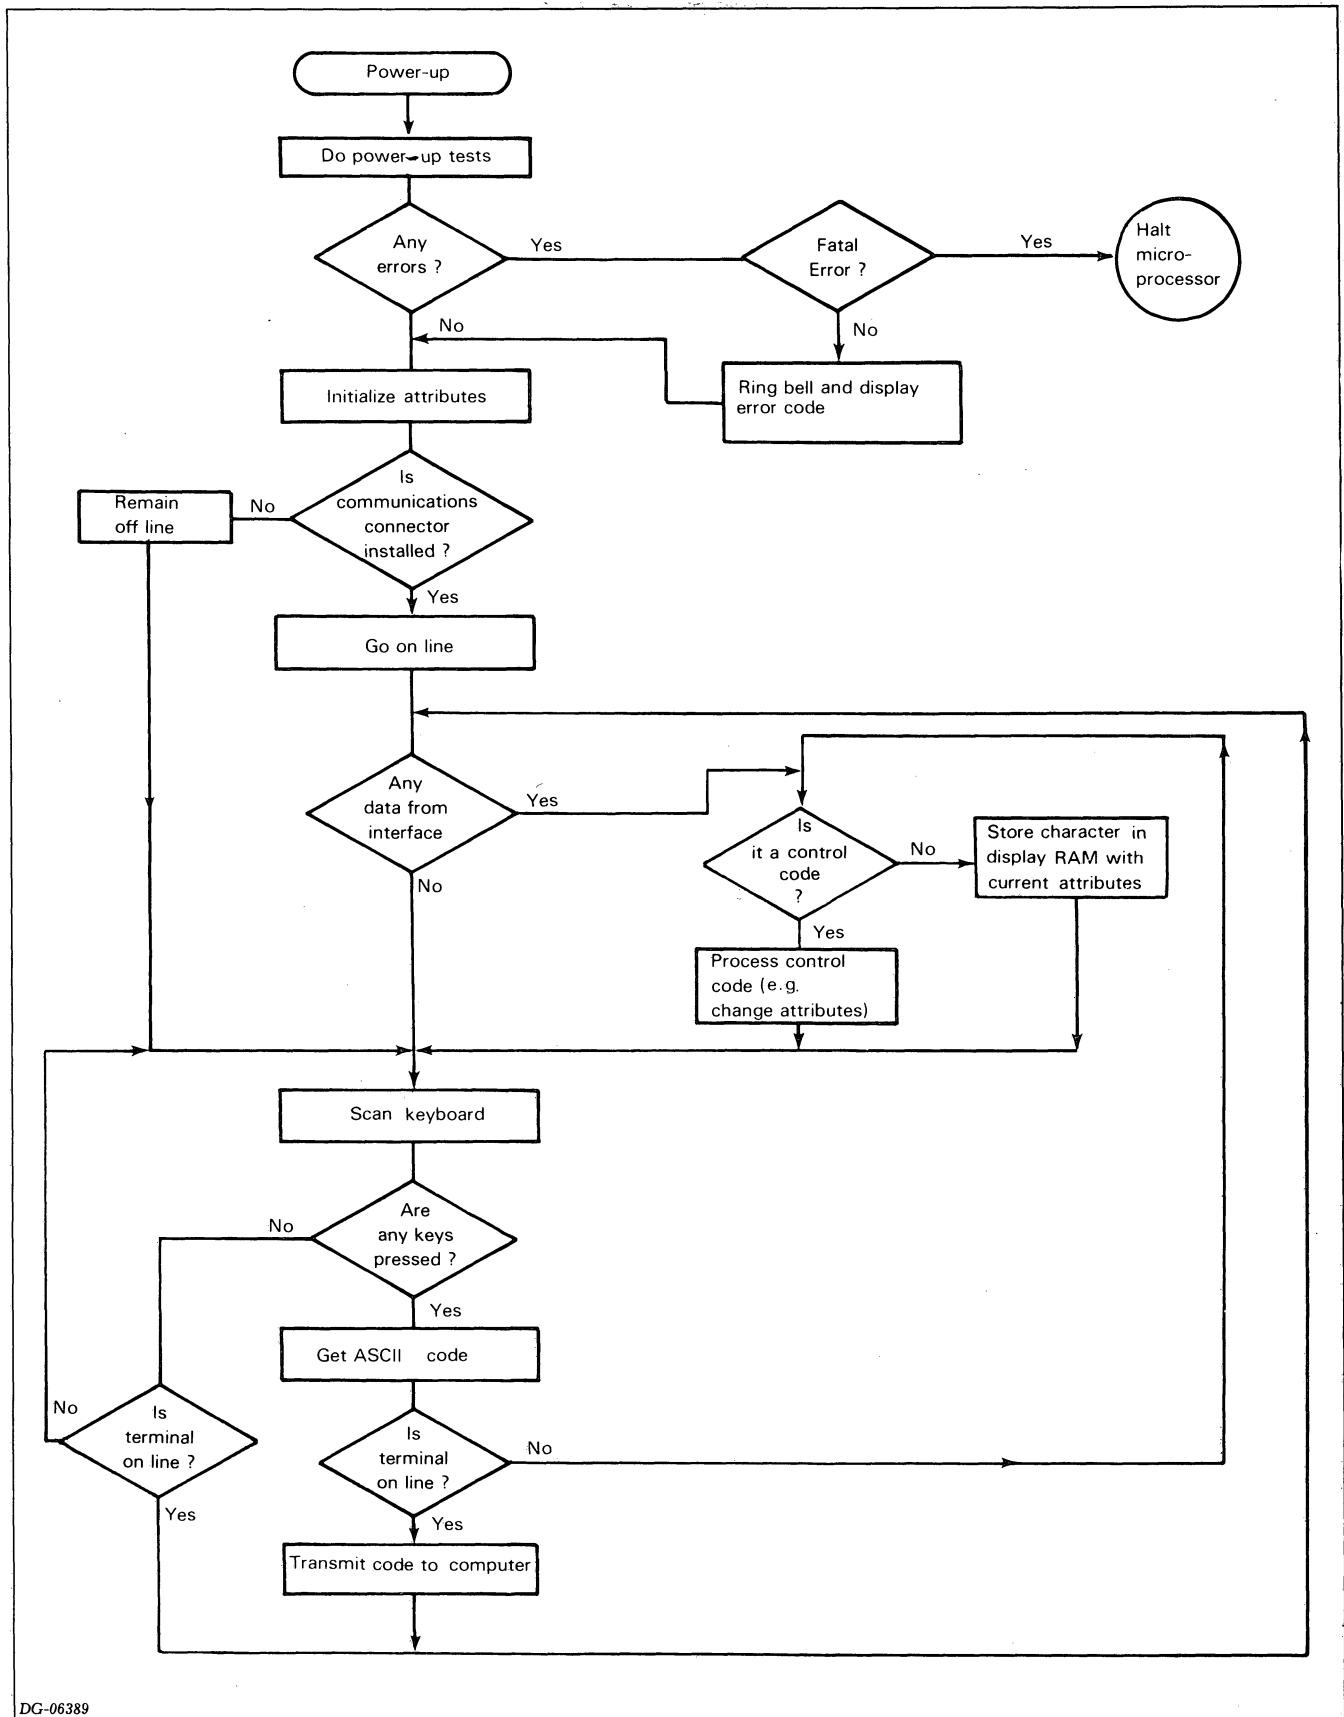 Power-up
Do power-up tests
Any
errors ?
Yes
Fatal
Error ?
Yes
Halt
micro-
processor
No
No
Ring bell and display
error code
Initialize attributes
Is
communications
connector
installed ?
No
Remain
off line
Yes
Go on line
Any
data from
interface
Yes
No
Is
it a control
code
?
No
Store character in
display RAM with
current attributes
Yes
Process control
code (e.g.
change attributes)
Scan keyboard
Are
any keys
pressed ?
No
Yes
Get ASCII code
No
Is
terminal
on line ?
Yes
Is
terminal
on line ?
No
Yes
Transmit code to computer
DG-06389